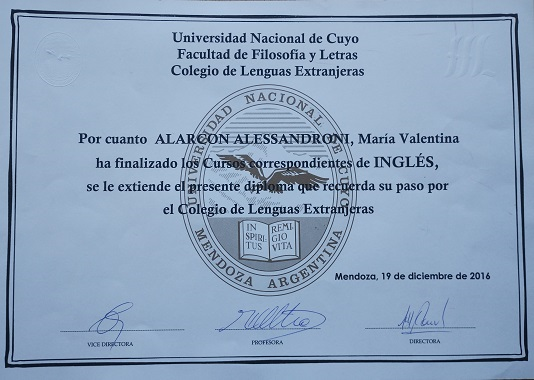 Universidad Nacional de Cuyo
Facultad de Filosofía y Letras
Colegio de Lenguas Extranjeras
Por cuanto ALARCON ALESSANDRONI, María Valentina
ha finalizado los Cursos correspondientes de INGLÉS,
se le extiende el presente diploma que recuerda su paso por
el Colegio de Lenguas Extranjeras
UNIVERSIDAD NACIONAL DE CUYO
IN SPIRITUS REMIGIO VITA
MENDOZA ARGENTINA
Mendoza, 19 de diciembre de 2016
VICE DIRECTORA
PROFESORA
DIRECTORA